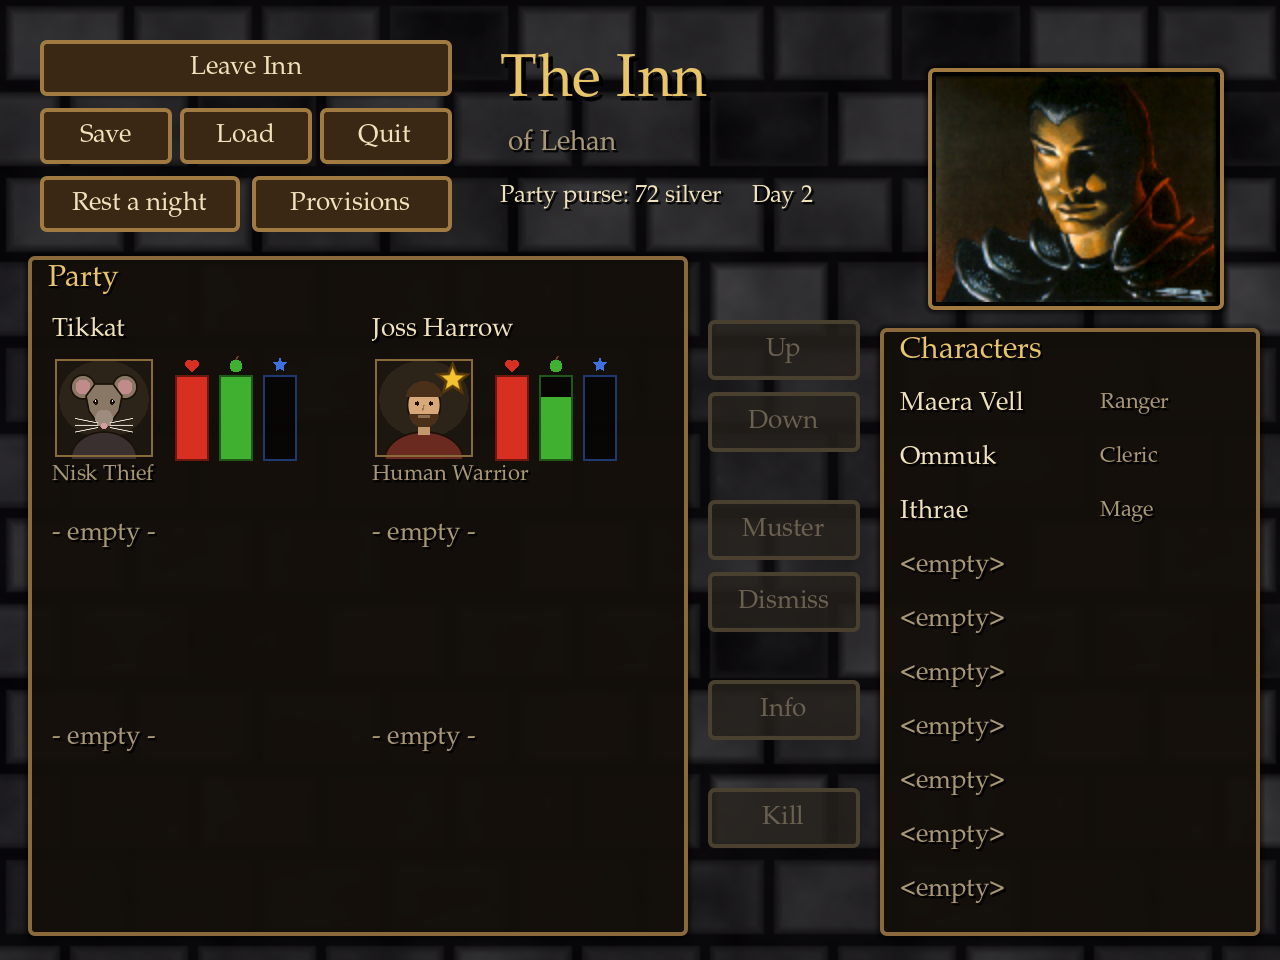 Leave Inn
Save
Load
Quit
Rest a night
Provisions
The Inn
of Lehan
Party purse: 72 silver
Day 2
Party
Tikkat
Nisk Thief
Joss Harrow
Human Warrior
- empty -
- empty -
- empty -
- empty -
Up
Down
Muster
Dismiss
Info
Kill
Characters
Maera Vell Ranger
Ommuk Cleric
Ithrae Mage
<empty>
<empty>
<empty>
<empty>
<empty>
<empty>
<empty>